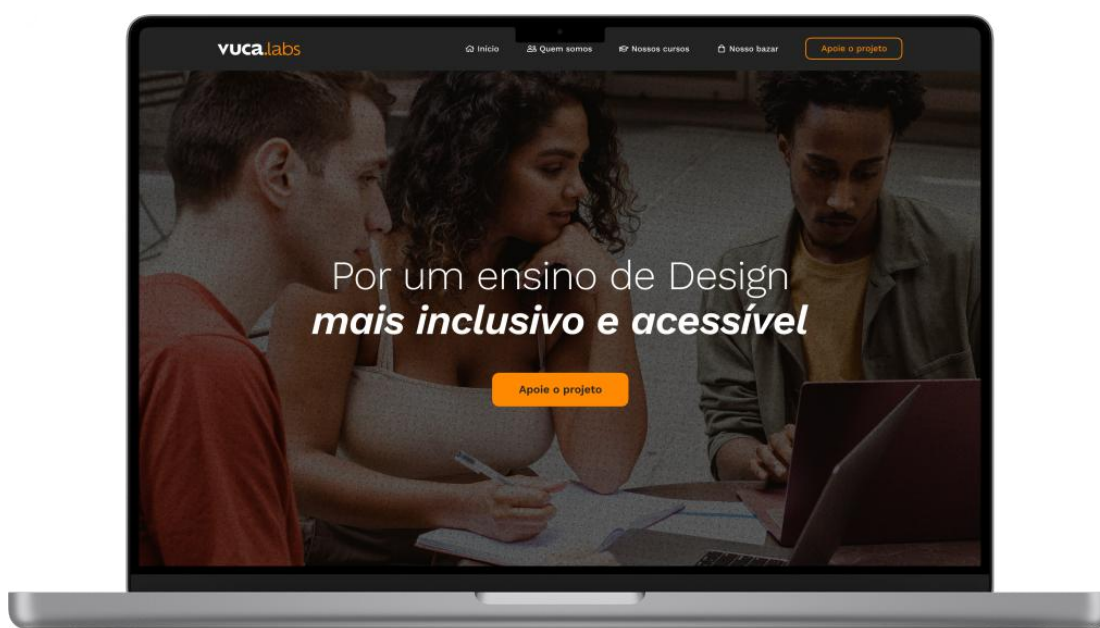 vuca.labs
Início
Quem somos
Nossos cursos
Nosso bazar
Apoie o projeto
Por um ensino de Design
mais inclusivo e acessível
Apoie o projeto